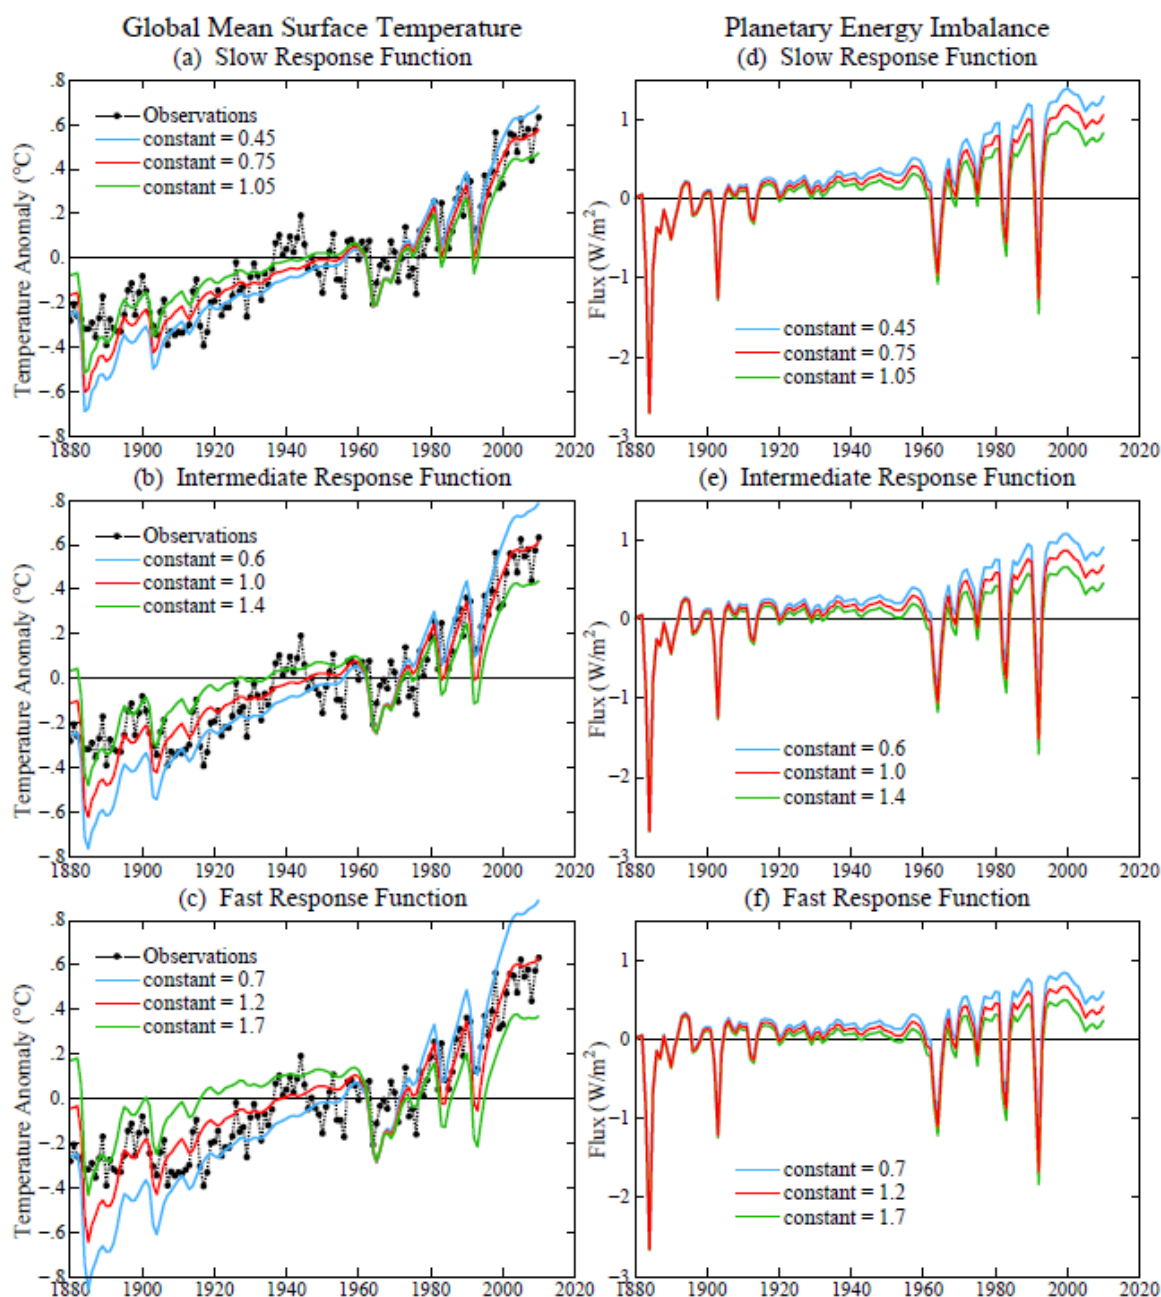 Global Mean Surface Temperature
(a) Slow Response Function
Temperature Anomaly (°C)
.8
.6
.4
.2
0.
−.2
−.4
−.6
−.8
Observations
constant = 0.45
constant = 0.75
constant = 1.05
1880 1900 1920 1940 1960 1980 2000 2020
(b) Intermediate Response Function
Temperature Anomaly (°C)
.8
.6
.4
.2
0.
−.2
−.4
−.6
−.8
Observations
constant = 0.6
constant = 1.0
constant = 1.4
1880 1900 1920 1940 1960 1980 2000 2020
(c) Fast Response Function
Temperature Anomaly (°C)
.8
.6
.4
.2
0.
−.2
−.4
−.6
−.8
Observations
constant = 0.7
constant = 1.2
constant = 1.7
1880 1900 1920 1940 1960 1980 2000 2020
Planetary Energy Imbalance
(d) Slow Response Function
Flux (W/m²)
1
0
−1
−2
−3
constant = 0.45
constant = 0.75
constant = 1.05
1880 1900 1920 1940 1960 1980 2000 2020
(e) Intermediate Response Function
Flux (W/m²)
1
0
−1
−2
−3
constant = 0.6
constant = 1.0
constant = 1.4
1880 1900 1920 1940 1960 1980 2000 2020
(f) Fast Response Function
Flux (W/m²)
1
0
−1
−2
−3
constant = 0.7
constant = 1.2
constant = 1.7
1880 1900 1920 1940 1960 1980 2000 2020